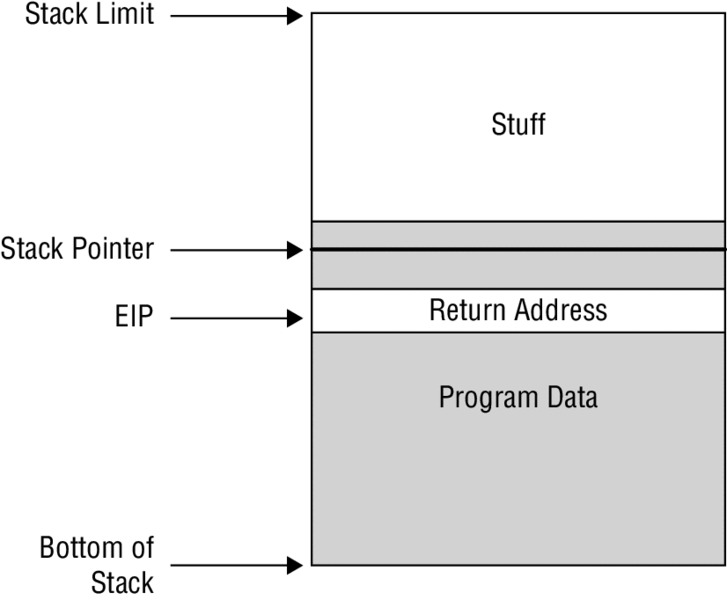 Stack Limit
Stuff
Stack Pointer
EIP
Return Address
Program Data
Bottom of
Stack